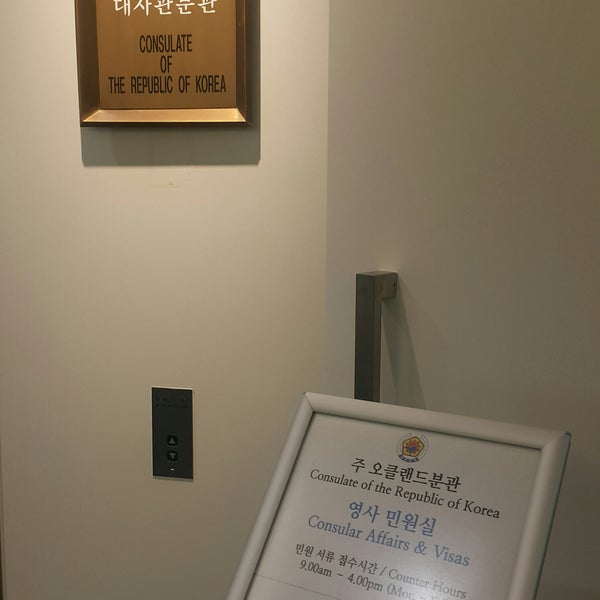 대사관분관
CONSULATE
OF
THE REPUBLIC OF KOREA
주 오클랜드분관
Consulate of the Republic of Korea
영사 민원실
Consular Affairs & Visas
민원 서류 접수시간 / Counter Hours
9.00am - 4.00pm (Mon